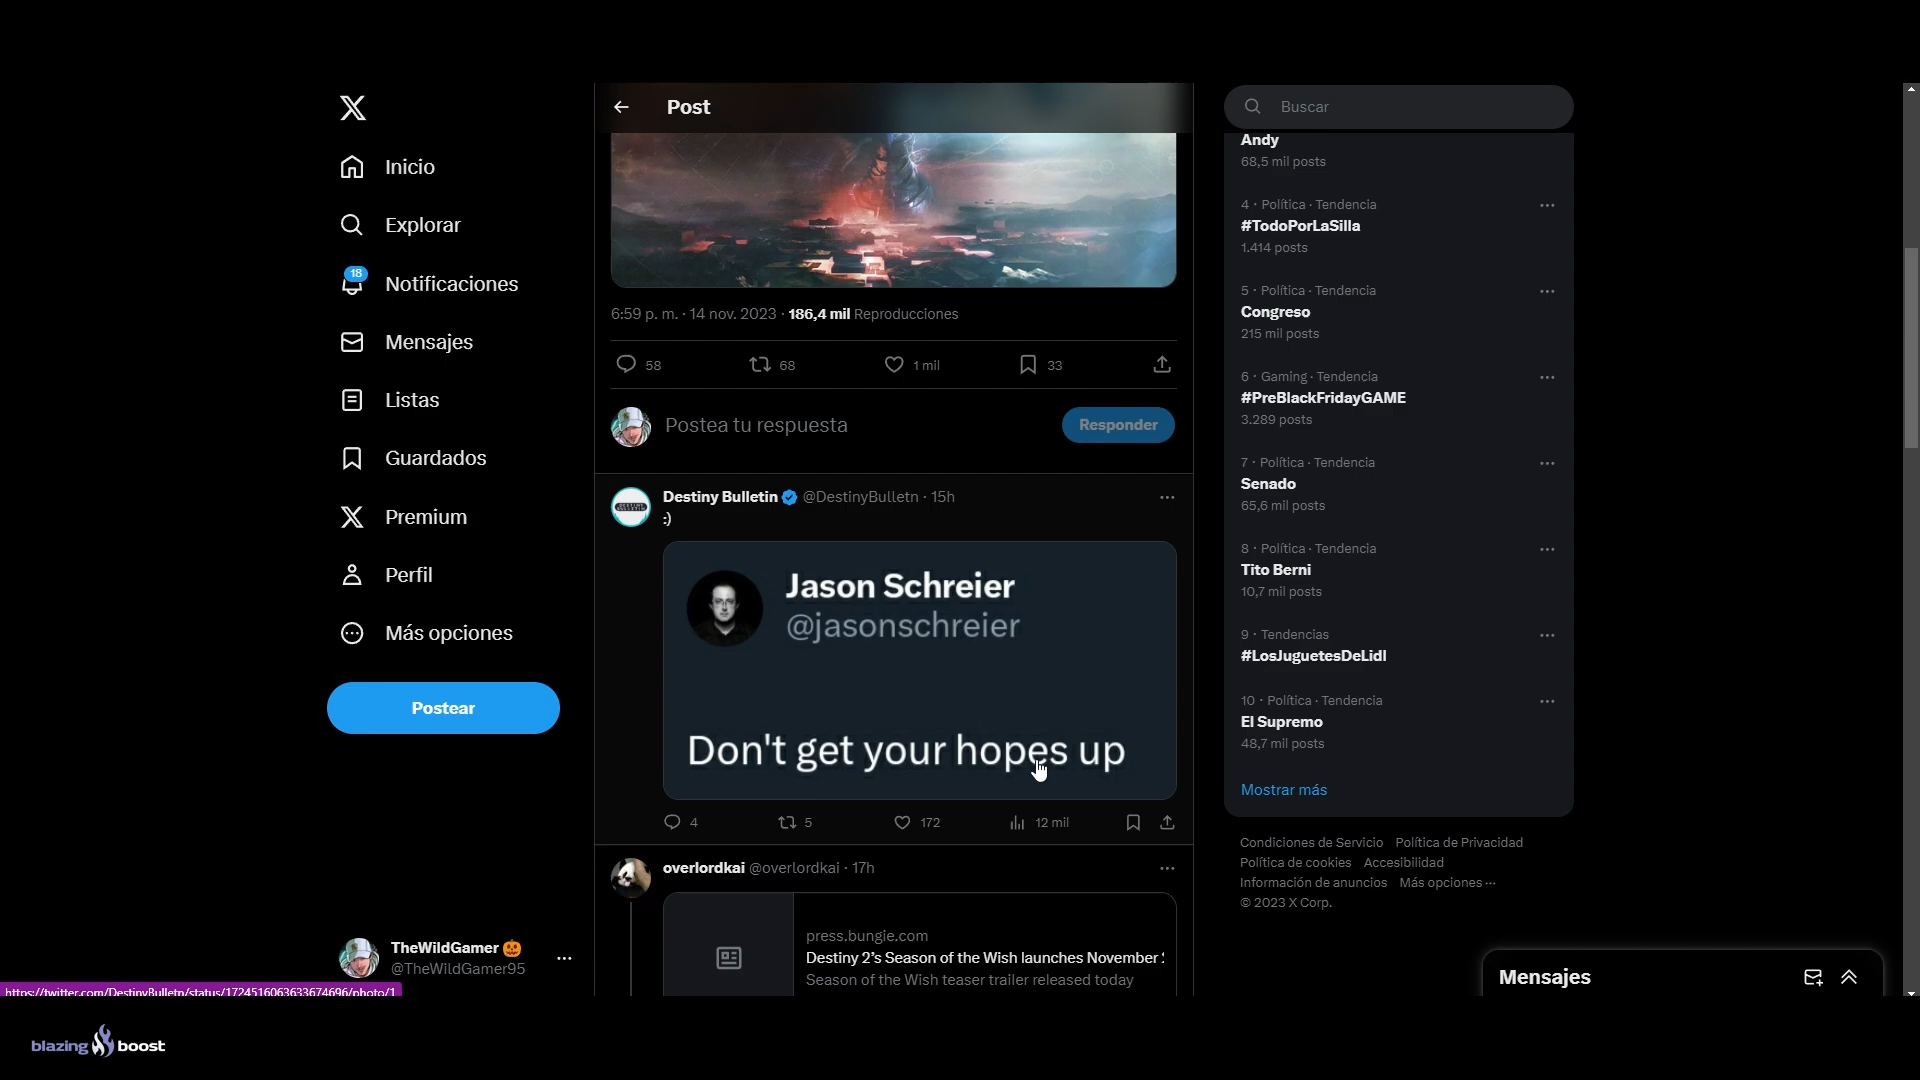 Inicio
Explorar
18
Notificaciones
Mensajes
Listas
Guardados
Premium
Perfil
Más opciones
Postear
TheWildGamer 🎃
@TheWildGamer95
https://twitter.com/DestinyBulletn/status/1724516063633674696/photo/1
blazing boost
Post
6:59 p. m. · 14 nov. 2023 · 186,4 mil Reproducciones
58 68 1 mil 33
Postea tu respuesta
Responder
Destiny Bulletin @DestinyBulletn · 15h
:)
Jason Schreier
@jasonschreier
Don't get your hopes up
4 5 172 12 mil
overlordkai @overlordkai · 17h
press.bungie.com
Destiny 2’s Season of the Wish launches November
Season of the Wish teaser trailer released today
Buscar
Andy
68,5 mil posts
4 · Política · Tendencia
#TodoPorLaSilla
1.414 posts
5 · Política · Tendencia
Congreso
215 mil posts
6 · Gaming · Tendencia
#PreBlackFridayGAME
3.289 posts
7 · Política · Tendencia
Senado
65,6 mil posts
8 · Política · Tendencia
Tito Berni
10,7 mil posts
9 · Tendencias
#LosJuguetesDeLidl
10 · Política · Tendencia
El Supremo
48,7 mil posts
Mostrar más
Condiciones de Servicio Política de Privacidad
Política de cookies Accesibilidad
Información de anuncios Más opciones ···
© 2023 X Corp.
Mensajes